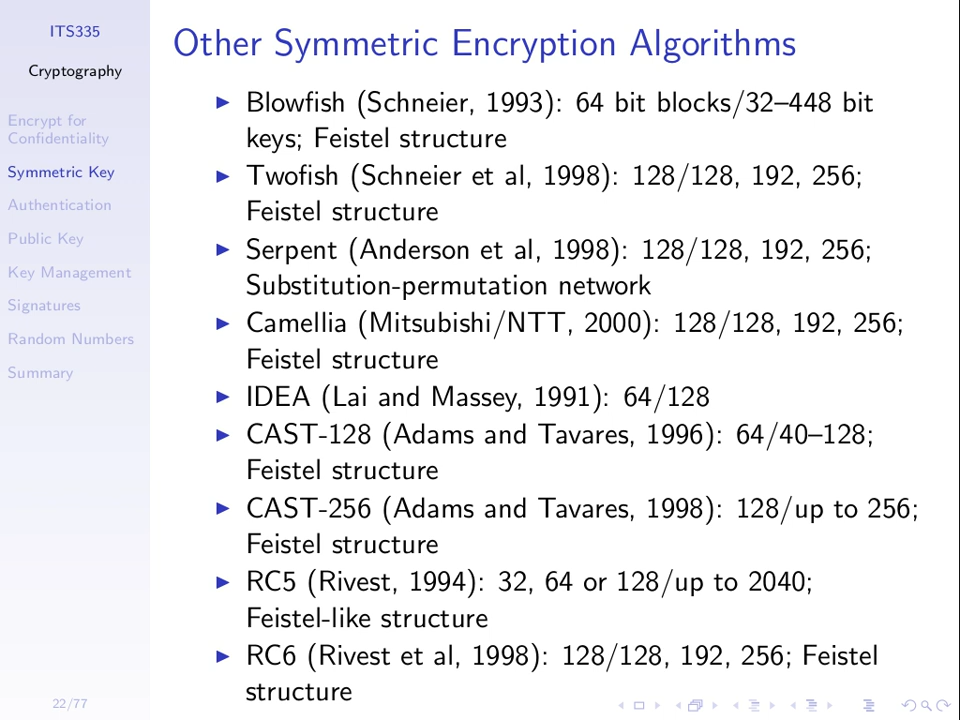 ITS335
Cryptography
Encrypt for
Confidentiality
Symmetric Key
Authentication
Public Key
Key Management
Signatures
Random Numbers
Summary
22/77
Other Symmetric Encryption Algorithms
Blowfish (Schneier, 1993): 64 bit blocks/32–448 bit
keys; Feistel structure
Twofish (Schneier et al, 1998): 128/128, 192, 256;
Feistel structure
Serpent (Anderson et al, 1998): 128/128, 192, 256;
Substitution-permutation network
Camellia (Mitsubishi/NTT, 2000): 128/128, 192, 256;
Feistel structure
IDEA (Lai and Massey, 1991): 64/128
CAST-128 (Adams and Tavares, 1996): 64/40–128;
Feistel structure
CAST-256 (Adams and Tavares, 1998): 128/up to 256;
Feistel structure
RC5 (Rivest, 1994): 32, 64 or 128/up to 2040;
Feistel-like structure
RC6 (Rivest et al, 1998): 128/128, 192, 256; Feistel
structure